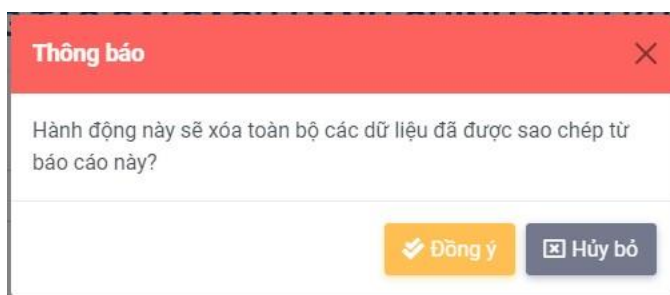 Thông báo
Hành động này sẽ xóa toàn bộ các dữ liệu đã được sao chép từ
báo cáo này?
Đồng ý
Hủy bỏ